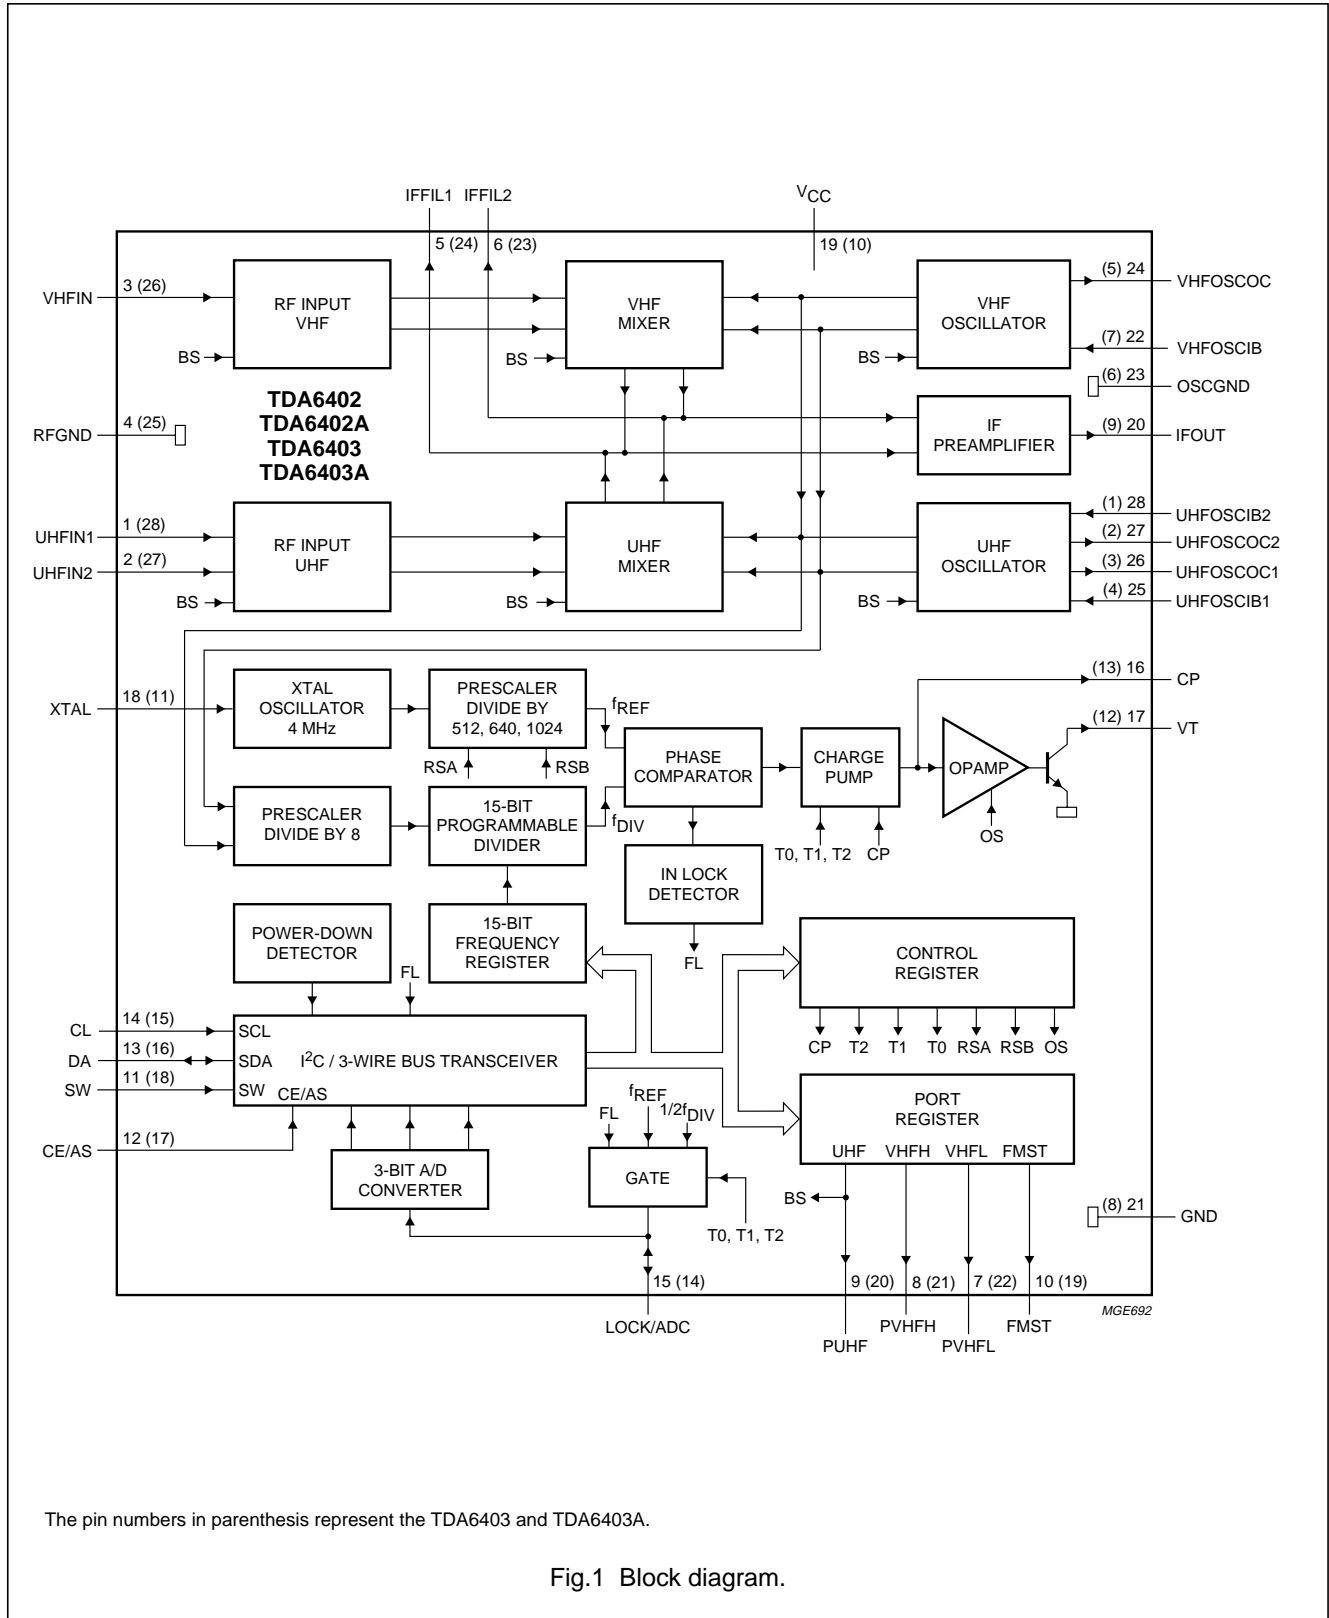 IFFIL1 IFFIL2 VCC
5 (24) 6 (23) 19 (10)
VHFIN 3 (26)
RF INPUT
VHF
BS
VHF
MIXER
BS
VHF
OSCILLATOR
BS
(5) 24 VHFOSCOC
(7) 22 VHFOSCIB
(6) 23 OSCGND
TDA6402
TDA6402A
TDA6403
TDA6403A
RFGND 4 (25)
IF
PREAMPLIFIER
(9) 20 IFOUT
UHFIN1 1 (28)
UHFIN2 2 (27)
RF INPUT
UHF
BS
UHF
MIXER
BS
UHF
OSCILLATOR
BS
(1) 28 UHFOSCIB2
(2) 27 UHFOSCOC2
(3) 26 UHFOSCOC1
(4) 25 UHFOSCIB1
XTAL 18 (11)
XTAL
OSCILLATOR
4 MHz
PRESCALER
DIVIDE BY
512, 640, 1024
fREF
RSA RSB
PHASE
COMPARATOR
CHARGE
PUMP
OPAMP
(13) 16 CP
(12) 17 VT
PRESCALER
DIVIDE BY 8
15-BIT
PROGRAMMABLE
DIVIDER
fDIV
T0, T1, T2 CP
OS
IN LOCK
DETECTOR
FL
POWER-DOWN
DETECTOR
FL
15-BIT
FREQUENCY
REGISTER
CONTROL
REGISTER
CP T2 T1 T0 RSA RSB OS
CL 14 (15) SCL
DA 13 (16) SDA
SW 11 (18) SW
I2C / 3-WIRE BUS TRANSCEIVER
CE/AS
CE/AS 12 (17)
3-BIT A/D
CONVERTER
FL fREF 1/2fDIV
GATE
T0, T1, T2
PORT
REGISTER
UHF VHFH VHFL FMST
BS
(8) 21 GND
15 (14) 9 (20) 8 (21) 7 (22) 10 (19)
LOCK/ADC
PUHF PVHFH PVHFL FMST
MGE692
The pin numbers in parenthesis represent the TDA6403 and TDA6403A.
Fig.1 Block diagram.